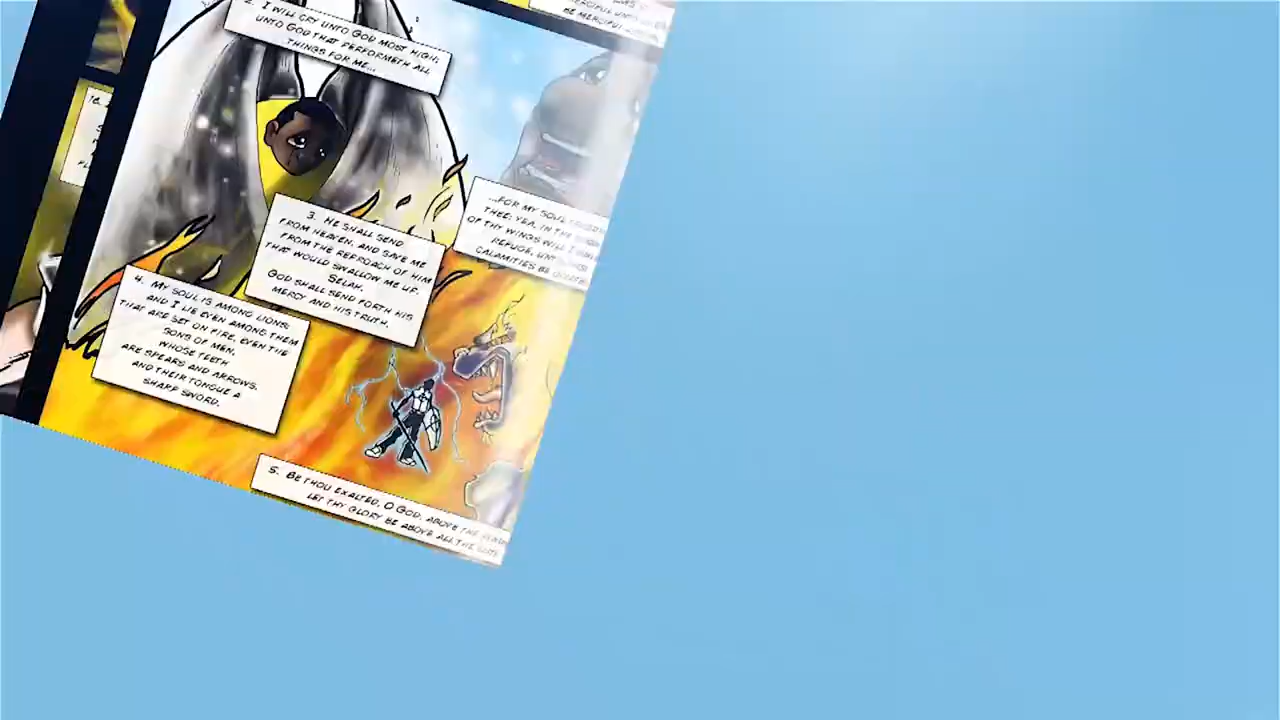 BE MERCIFUL
2. I WILL CRY UNTO GOD MOST HIGH;
UNTO GOD THAT PERFORMETH ALL
THINGS FOR ME...
...FOR MY SOUL
THEE: YEA, IN THE
OF THY WINGS WILL I
REFUGE,
CALAMITIES BE
3. HE SHALL SEND
FROM HEAVEN, AND SAVE ME
FROM THE REPROACH OF HIM
THAT WOULD SWALLOW ME UP.
SELAH.
GOD SHALL SEND FORTH HIS
MERCY AND HIS TRUTH.
4. MY SOUL IS AMONG LIONS:
AND I LIE EVEN AMONG THEM
THAT ARE SET ON FIRE, EVEN THE
SONS OF MEN,
WHOSE TEETH
ARE SPEARS AND ARROWS,
AND THEIR TONGUE A
SHARP SWORD.
5. BE THOU EXALTED, O GOD, ABOVE THE
LET THY GLORY BE ABOVE ALL THE